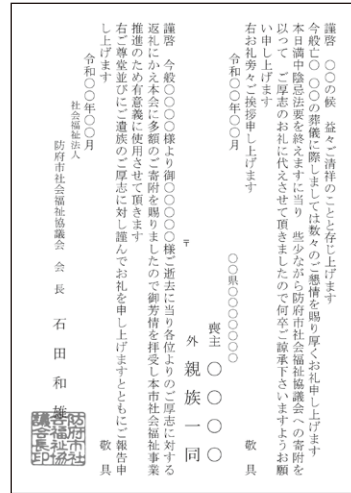 謹啓　○○の候　益々ご清祥のことと存じ上げます
今般亡○○の葬儀に際しましては数々のご懇情を賜り厚くお礼申し上げます
本日満中陰忌法要を終えますに当り　些少ながら防府市社会福祉協議会への寄附を
以って　ご厚志のお礼に代えさせて頂きましたので何卒ご諒承下さいますようお願
い申し上げます
右お礼旁々ご挨拶申し上げます
敬具
令和○○年○○月
〒
○○県○○○○○○
喪主　○○○○
外　親族一同
謹啓　今般○○○○様より御○○○○様ご逝去に当り各位よりのご厚志に対する
返礼にかえ本会に多額のご寄附を賜りましたので御芳情を拝受し本市社会福祉事業
推進のため有意義に使用させて頂きます
右ご尊堂並びにご遺族のご厚志に対し謹んでお礼を申し上げますとともにご報告申
し上げます
敬具
令和○○年○○月
社会福祉法人
防府市社会福祉協議会　会長　石田和
防府市社
会福祉協
議会長印